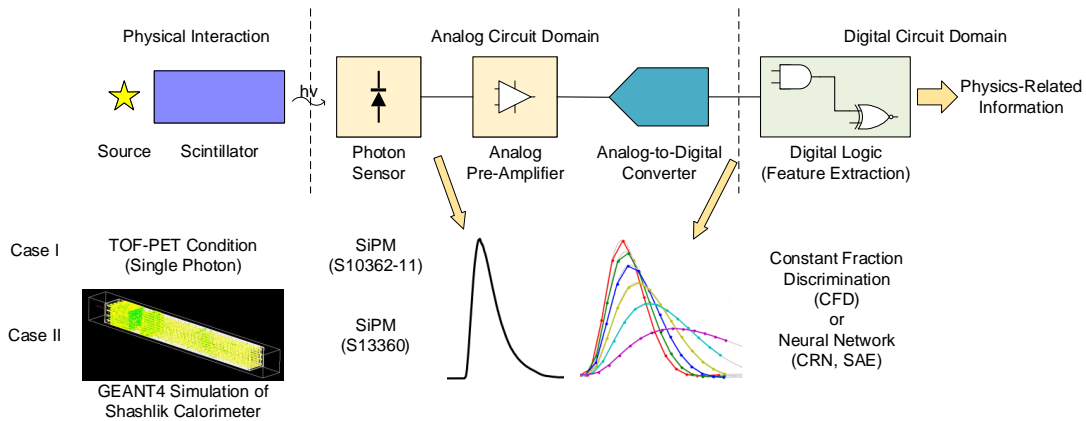 Physical Interaction
Analog Circuit Domain
Digital Circuit Domain
hν
Physics-Related
Information
Source
Scintillator
Photon
Sensor
Analog
Pre-Amplifier
Analog-to-Digital
Converter
Digital Logic
(Feature Extraction)
Case I
TOF-PET Condition
(Single Photon)
SiPM
(S10362-11)
Constant Fraction
Discrimination
(CFD)
or
Neural Network
(CRN, SAE)
Case II
SiPM
(S13360)
GEANT4 Simulation of
Shashlik Calorimeter